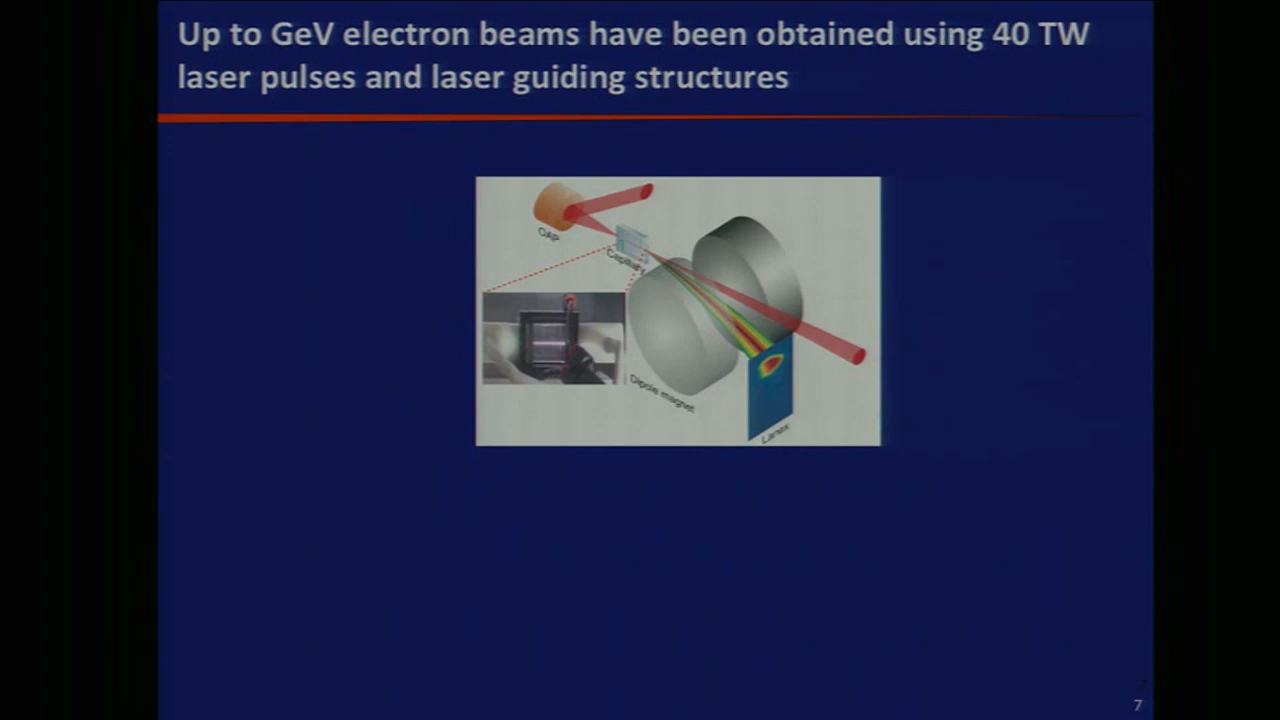 Up to GeV electron beams have been obtained using 40 TW
laser pulses and laser guiding structures
OAP
Capillary
Dipole magnet
Lanex
7